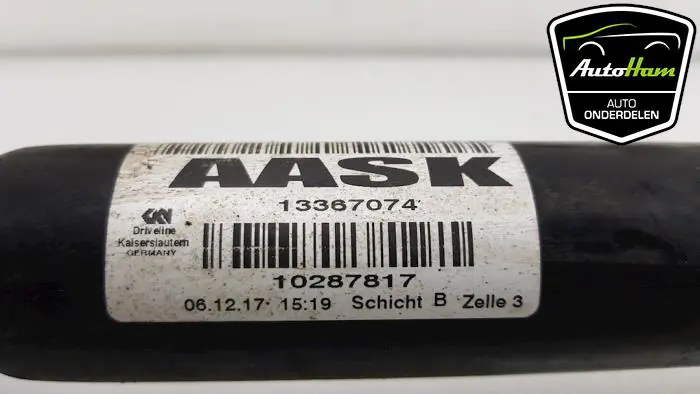 AutoHam
AUTO
ONDERDELEN
AASK
13367074
GKN
Driveline
Kaiserslautern
GERMANY
10287817
06.12.17 15:19 Schicht B Zelle 3